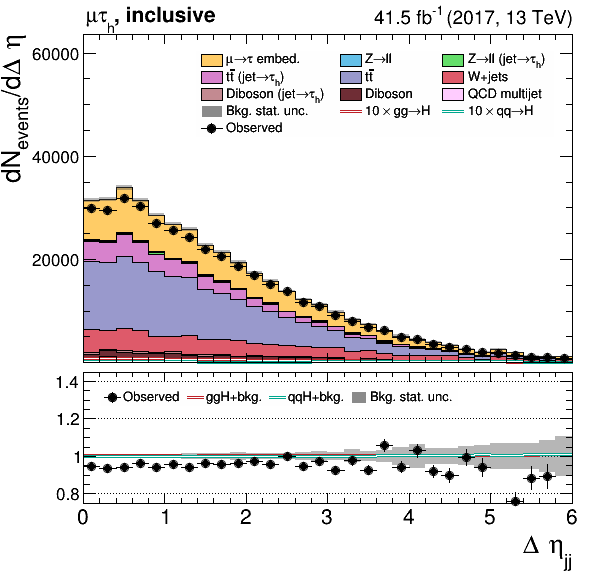 μτh, inclusive 41.5 fb-1 (2017, 13 TeV)
dNevents/dΔ η
60000
40000
20000
μ→τ embed. Z→ll Z→ll (jet→τh)
tt̄ (jet→τh) tt̄ W+jets
Diboson (jet→τh) Diboson QCD multijet
Bkg. stat. unc. 10 × gg→H 10 × qq→H
Observed
1.4
1.2
1
0.8
Observed ggH+bkg. qqH+bkg. Bkg. stat. unc.
0 1 2 3 4 5 6
Δ ηjj